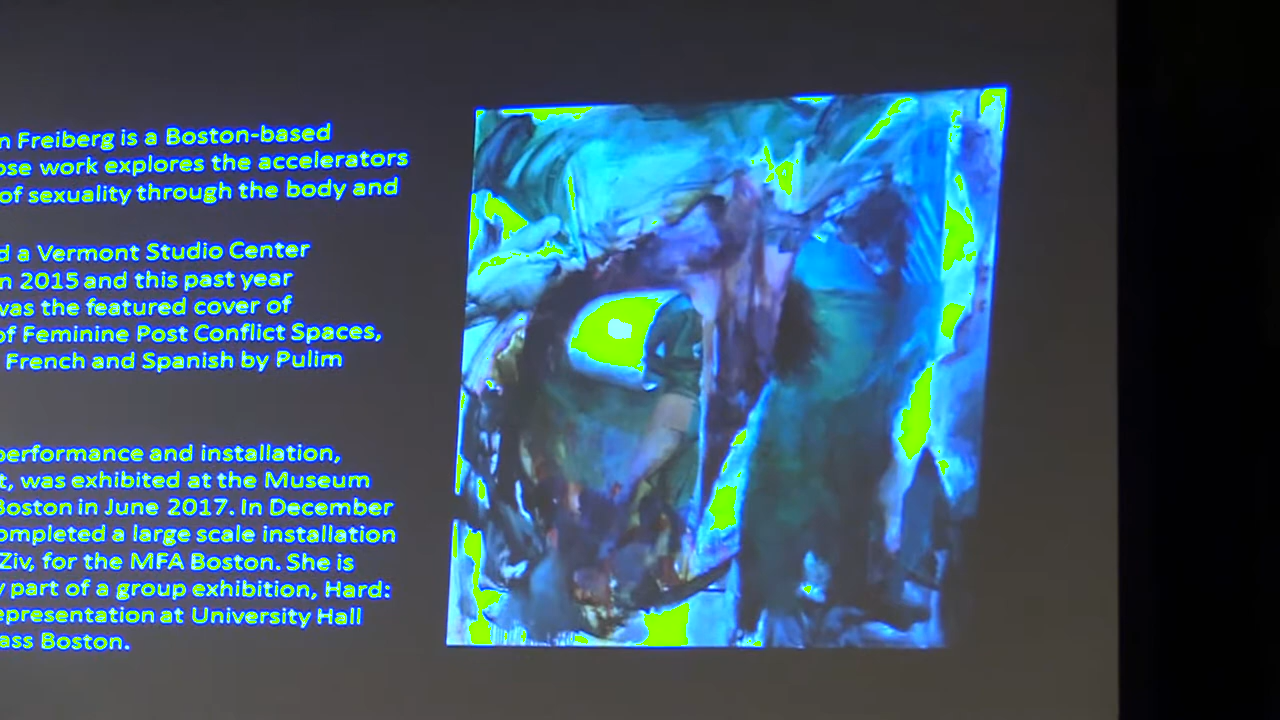 n Freiberg is a Boston-based
ose work explores the accelerators
of sexuality through the body and
d a Vermont Studio Center
n 2015 and this past year
was the featured cover of
of Feminine Post Conflict Spaces,
French and Spanish by Pulim
performance and installation,
t, was exhibited at the Museum
Boston in June 2017. In December
ompleted a large scale installation
Ziv, for the MFA Boston. She is
y part of a group exhibition, Hard:
epresentation at University Hall
ass Boston.